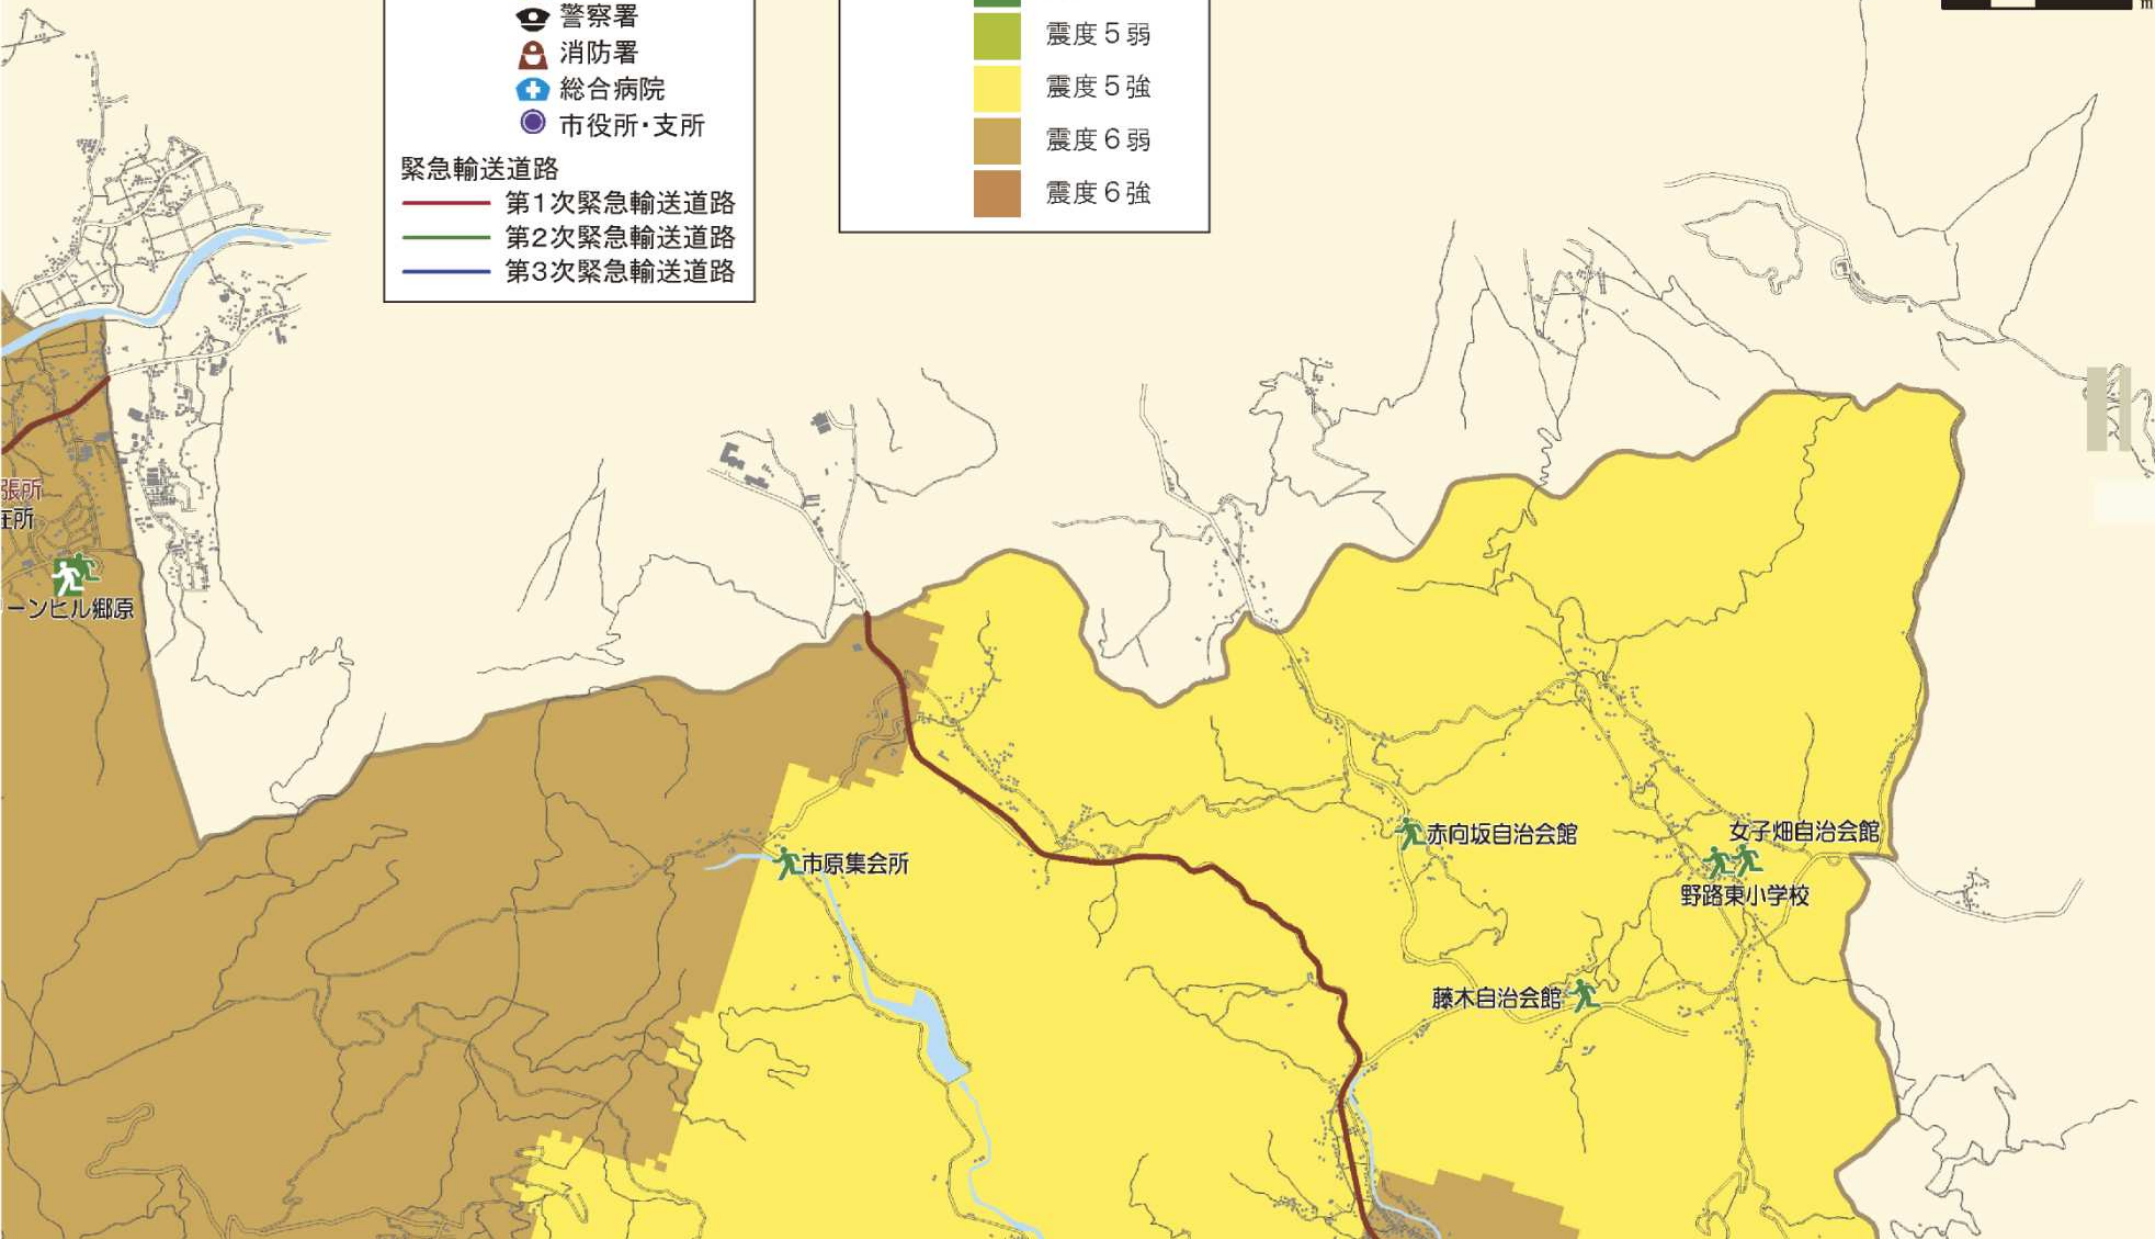 警察署
消防署
総合病院
市役所・支所
緊急輸送道路
第1次緊急輸送道路
第2次緊急輸送道路
第3次緊急輸送道路
震度5弱
震度5強
震度6弱
震度6強
m
張所
在所
ーンヒル郷原
市原集会所
赤向坂自治会館
女子畑自治会館
野路東小学校
藤木自治会館